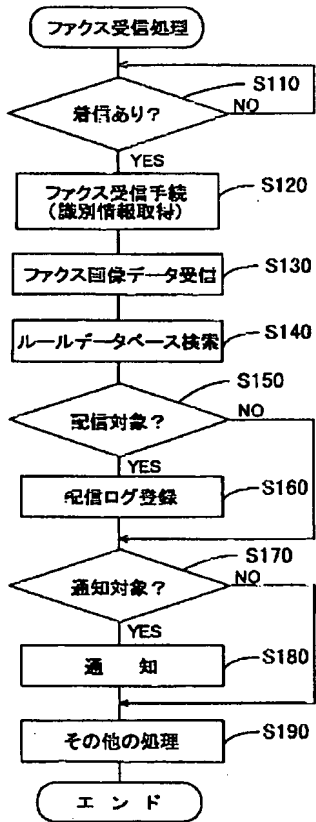 ファクス受信処理
S110
着信あり?
NO
YES
ファクス受信手続
(識別情報取得)
S120
ファクス画像データ受信
S130
ルールデータベース検索
S140
S150
配信対象?
NO
YES
配信ログ登録
S160
S170
通知対象?
NO
YES
通 知
S180
その他の処理
S190
エ ン ド